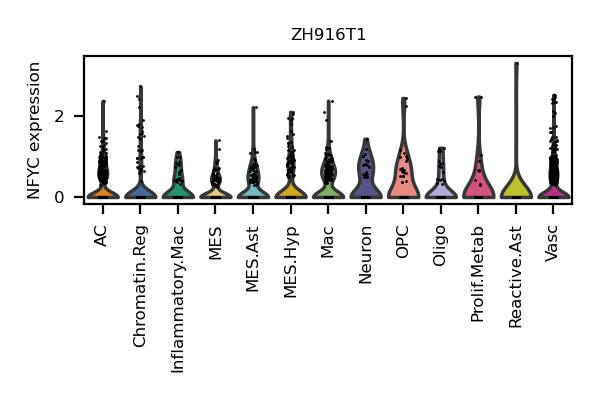 ZH916T1
NFYC expression
2
0
AC
Chromatin.Reg
Inflammatory.Mac
MES
MES.Ast
MES.Hyp
Mac
Neuron
OPC
Oligo
Prolif.Metab
Reactive.Ast
Vasc